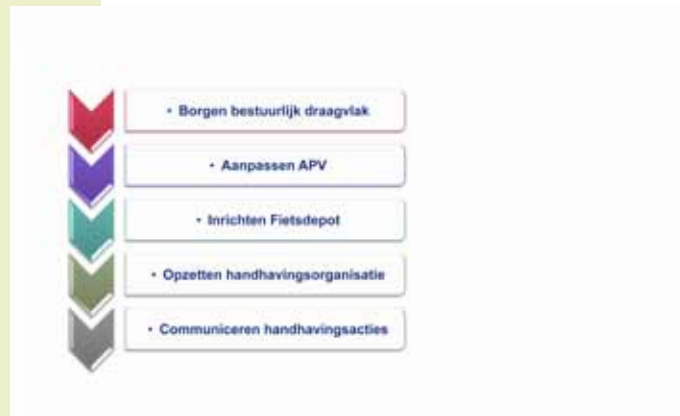 • Borgen bestuurlijk draagvlak
• Aanpassen APV
• Inrichten Fietsdepot
• Opzetten handhavingsorganisatie
• Communiceren handhavingsacties